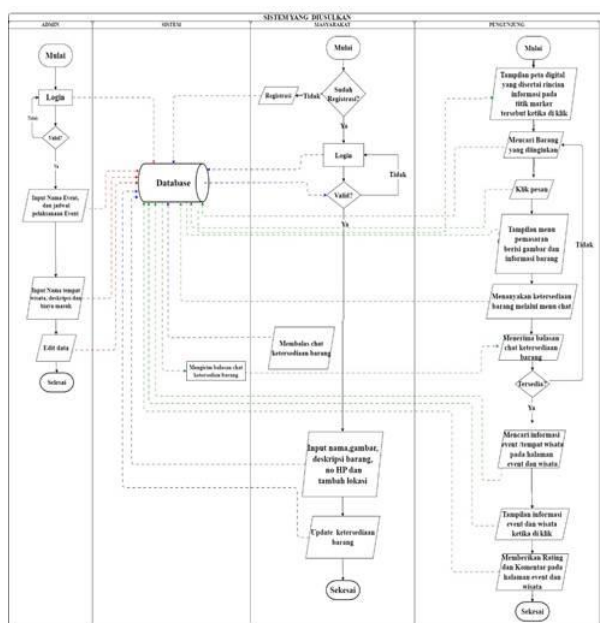 SISTEM YANG DIUSULKAN
ADMIN
SISTEM
MASYARAKAT
PENGUNJUNG
Mulai
Login
Tidak
Valid?
Ya
Input Nama Event,
dan jadwal
pelaksanaan Event
Input Nama tempat
wisata, deskripsi dan
biaya masuk
Edit data
Selesai
Database
Mengirim balasan chat
ketersedian barang
Mulai
Sudah
Registrasi?
Tidak
Registrasi
Ya
Login
Valid?
Tidak
Ya
Membalas chat
ketersediaan barang
Input nama,gambar,
deskripsi barang,
no HP dan
tambah lokasi
Update ketersediaan
barang
Sekesai
Mulai
Tampilan peta digital
yang disertai rincian
informasi pada
titik marker
tersebut ketika di klik
Mencari Barang
yang diinginkan
Klik pesan
Tampilan menu
pemasaran
berisi gambar dan
informasi barang
Tidak
Menanyakan ketersediaan
barang melalui menu chat
Menerima balasan
chat ketersediaan
barang
Tersedia?
Ya
Mencari informasi
event /tempat wisata
pada halaman
event dan wisata
Tampilan informasi
event dan wisata
ketika di klik
Memberikan Rating
dan Komentar pada
halaman event dan
wisata
Sekesai